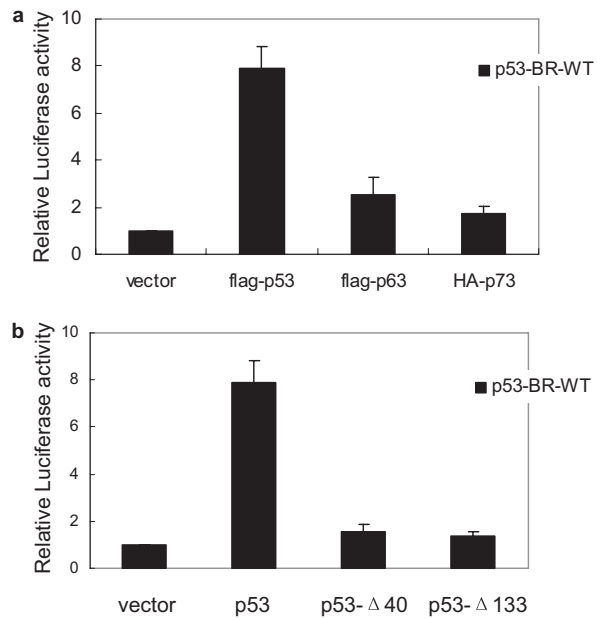 a
Relative Luciferase activity
10
8
6
4
2
0
p53-BR-WT
vector flag-p53 flag-p63 HA-p73
b
Relative Luciferase activity
10
8
6
4
2
0
p53-BR-WT
vector p53 p53-Δ40 p53-Δ133